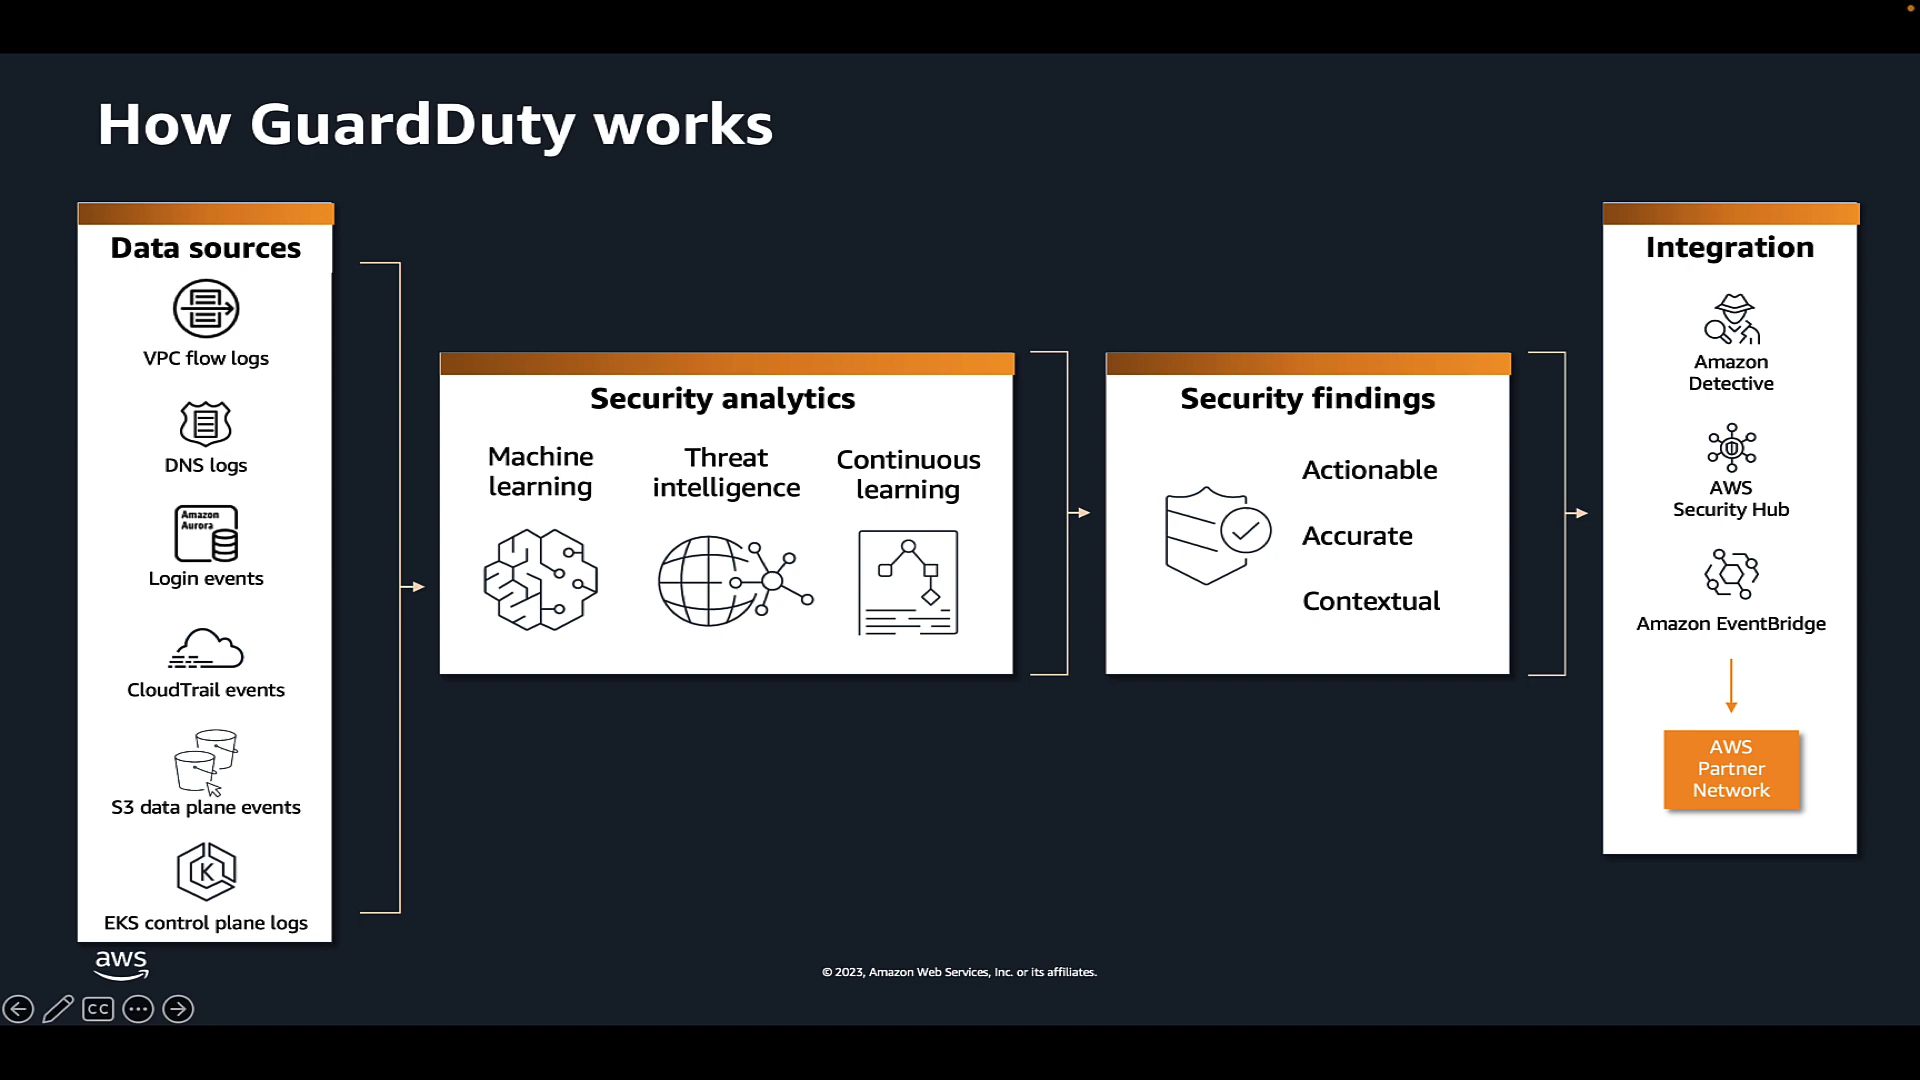 How GuardDuty works
Data sources
VPC flow logs
DNS logs
Amazon
Aurora
Login events
CloudTrail events
S3 data plane events
K
EKS control plane logs
Security analytics
Machine
learning
Threat
intelligence
Continuous
learning
Security findings
Actionable
Accurate
Contextual
Integration
Amazon
Detective
AWS
Security Hub
Amazon EventBridge
AWS
Partner
Network
aws
© 2023, Amazon Web Services, Inc. or its affiliates.
CC